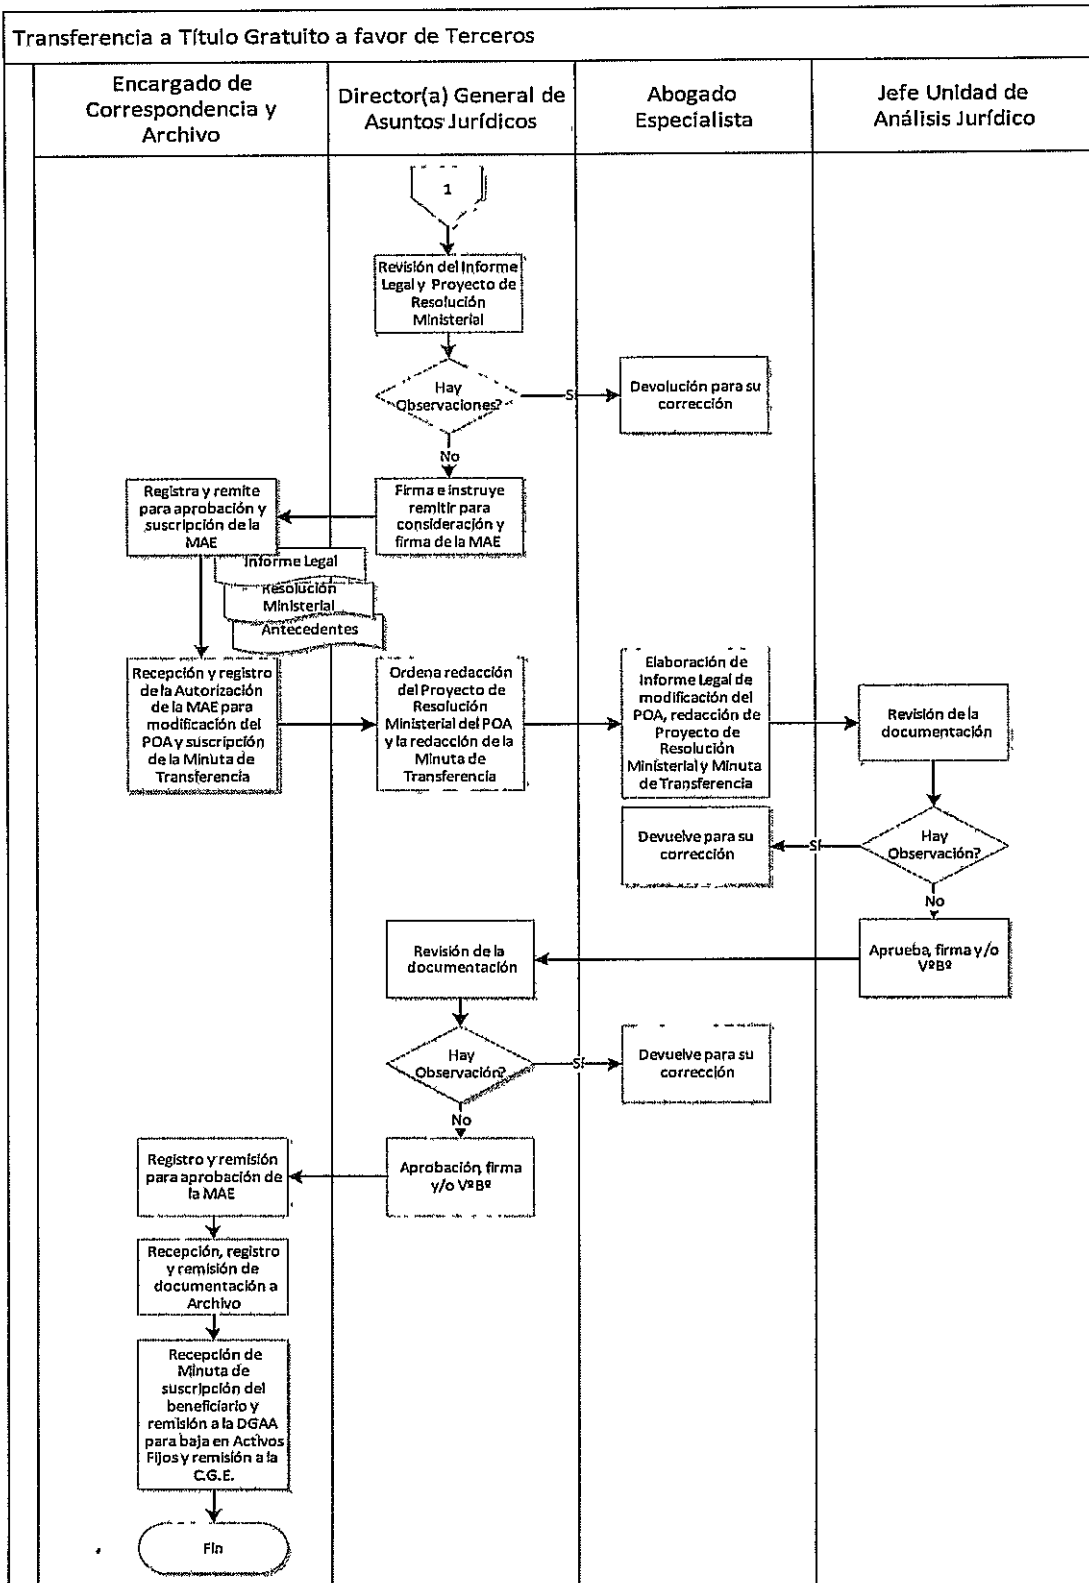 Transferencia a Título Gratuito a favor de Terceros
Encargado de
Correspondencia y
Archivo
Director(a) General de
Asuntos Jurídicos
Abogado
Especialista
Jefe Unidad de
Análisis Jurídico
1
Revisión del Informe
Legal y Proyecto de
Resolución
Ministerial
Hay
Observaciones?
Sí
Devolución para su
corrección
No
Registra y remite
para aprobación y
suscripción de la
MAE
Firma e instruye
remitir para
consideración y
firma de la MAE
Informe Legal
Resolución
Ministerial
Antecedentes
Recepción y registro
de la Autorización
de la MAE para
modificación del
POA y suscripción
de la Minuta de
Transferencia
Ordena redacción
del Proyecto de
Resolución
Ministerial del POA
y la redacción de la
Minuta de
Transferencia
Elaboración de
Informe Legal de
modificación del
POA, redacción de
Proyecto de
Resolución
Ministerial y Minuta
de Transferencia
Revisión de la
documentación
Hay
Observación?
Sí
Devuelve para su
corrección
No
Aprueba, firma y/o
VºBº
Revisión de la
documentación
Hay
Observación?
Sí
Devuelve para su
corrección
No
Aprobación, firma
y/o VºBº
Registro y remisión
para aprobación de
la MAE
Recepción, registro
y remisión de
documentación a
Archivo
Recepción de
Minuta de
suscripción del
beneficiario y
remisión a la DGAA
para baja en Activos
Fijos y remisión a la
C.G.E.
Fin